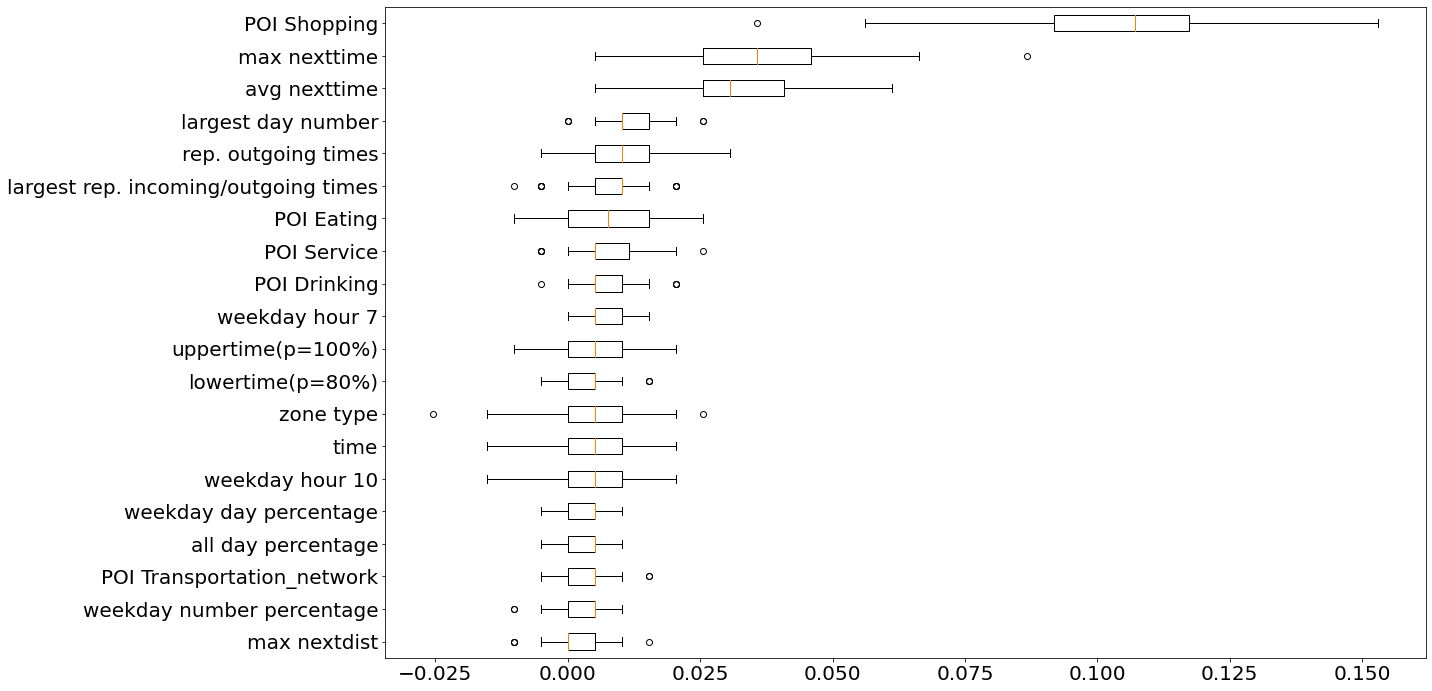 POI Shopping
max nexttime
avg nexttime
largest day number
rep. outgoing times
largest rep. incoming/outgoing times
POI Eating
POI Service
POI Drinking
weekday hour 7
uppertime(p=100%)
lowertime(p=80%)
zone type
time
weekday hour 10
weekday day percentage
all day percentage
POI Transportation_network
weekday number percentage
max nextdist
−0.025 0.000 0.025 0.050 0.075 0.100 0.125 0.150